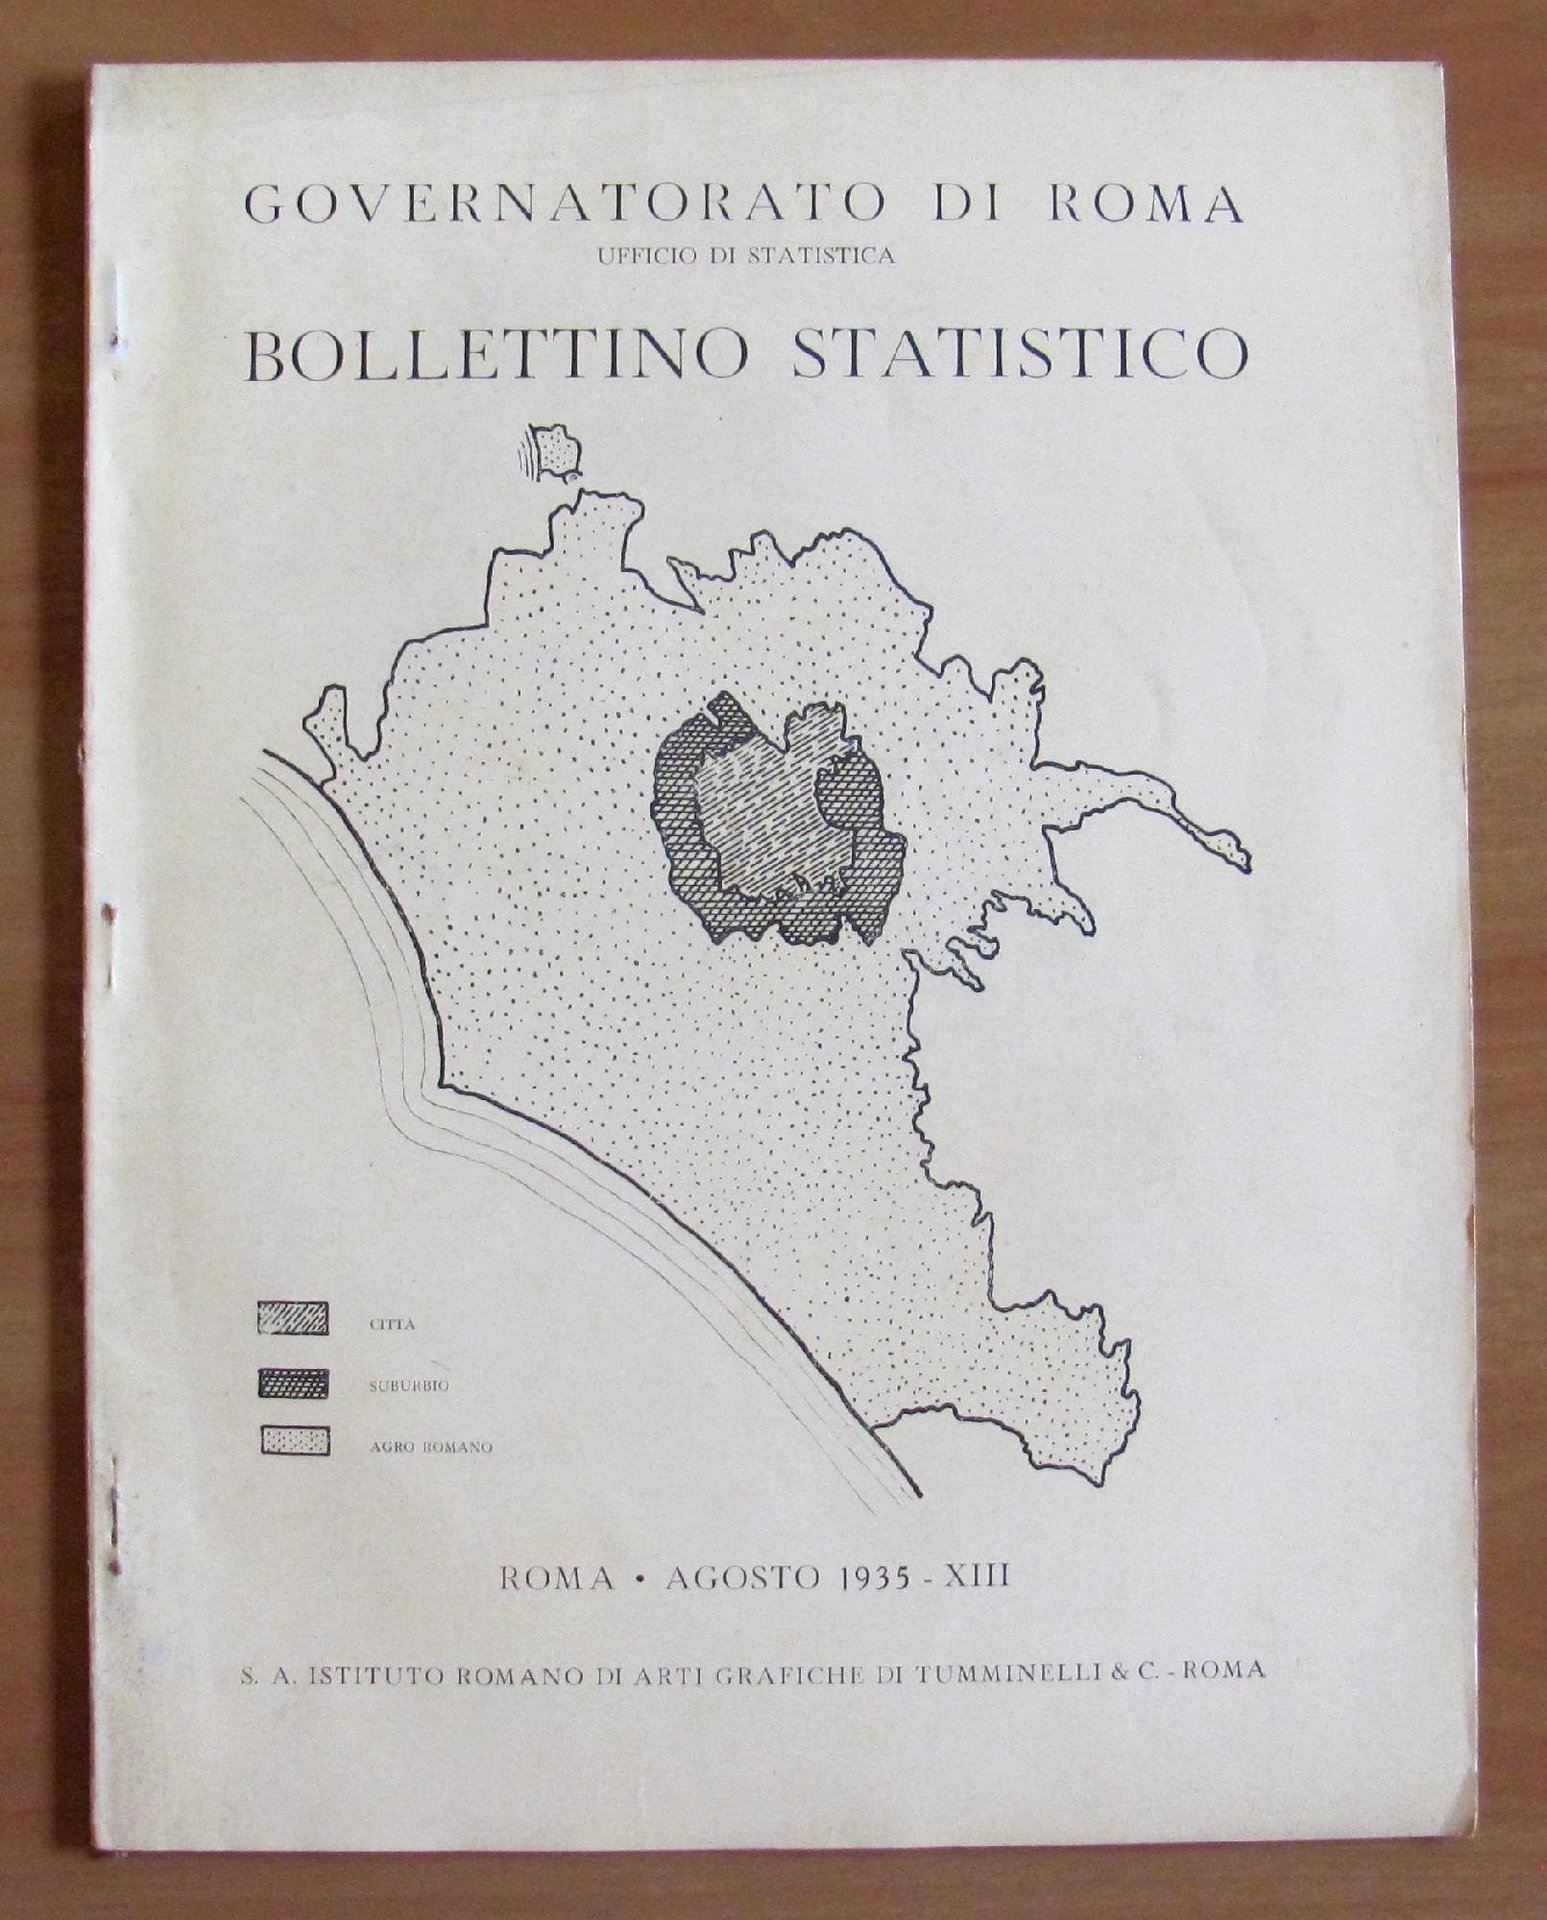 GOVERNATORATO DI ROMA
UFFICIO DI STATISTICA
BOLLETTINO STATISTICO
CITTA
SUBURBIO
AGRO ROMANO
ROMA • AGOSTO 1935 - XIII
S. A. ISTITUTO ROMANO DI ARTI GRAFICHE DI TUMMINELLI & C. - ROMA